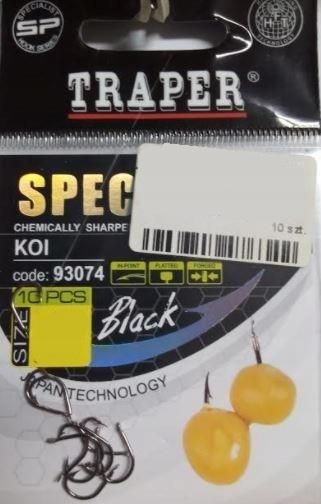 SPECIALIST
SP
HOOK SERIES
TRAPER®
SPEC
CHEMICALLY SHARPE
10 szt.
KOI
code: 93074
IN-POINT FLATTED FORGED
10 PCS
SIZE
Black
JAPAN TECHNOLOGY